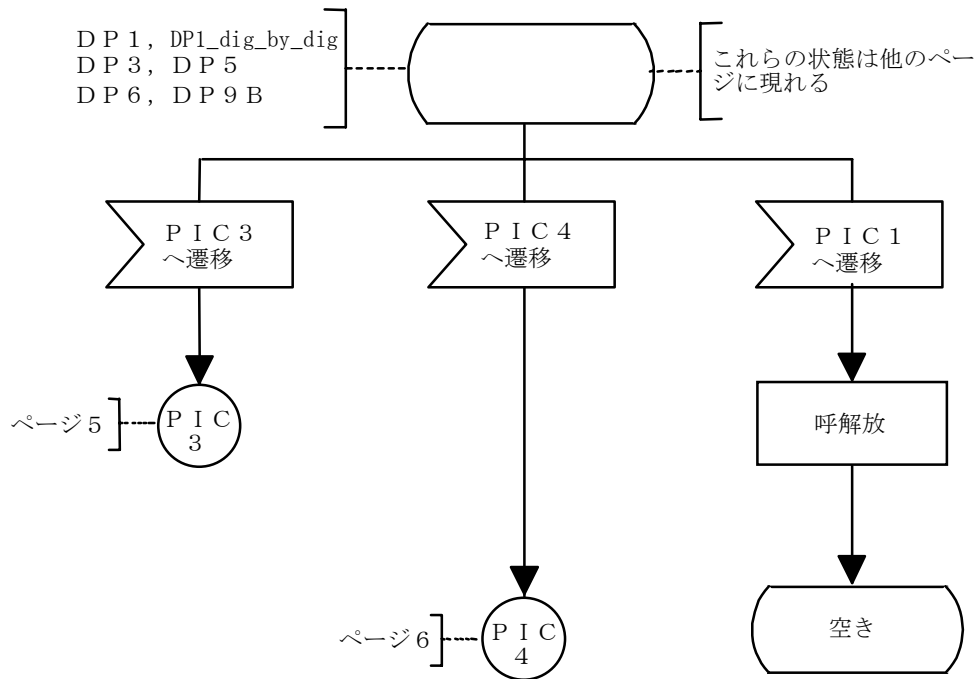 ＤＰ１，DP1_dig_by_dig
ＤＰ３，ＤＰ５
ＤＰ６，ＤＰ９Ｂ
これらの状態は他のペー
ジに現れる
ＰＩＣ３
へ遷移
ＰＩＣ４
へ遷移
ＰＩＣ１
へ遷移
ページ５
ＰＩＣ
３
呼解放
ページ６
ＰＩＣ
４
空き